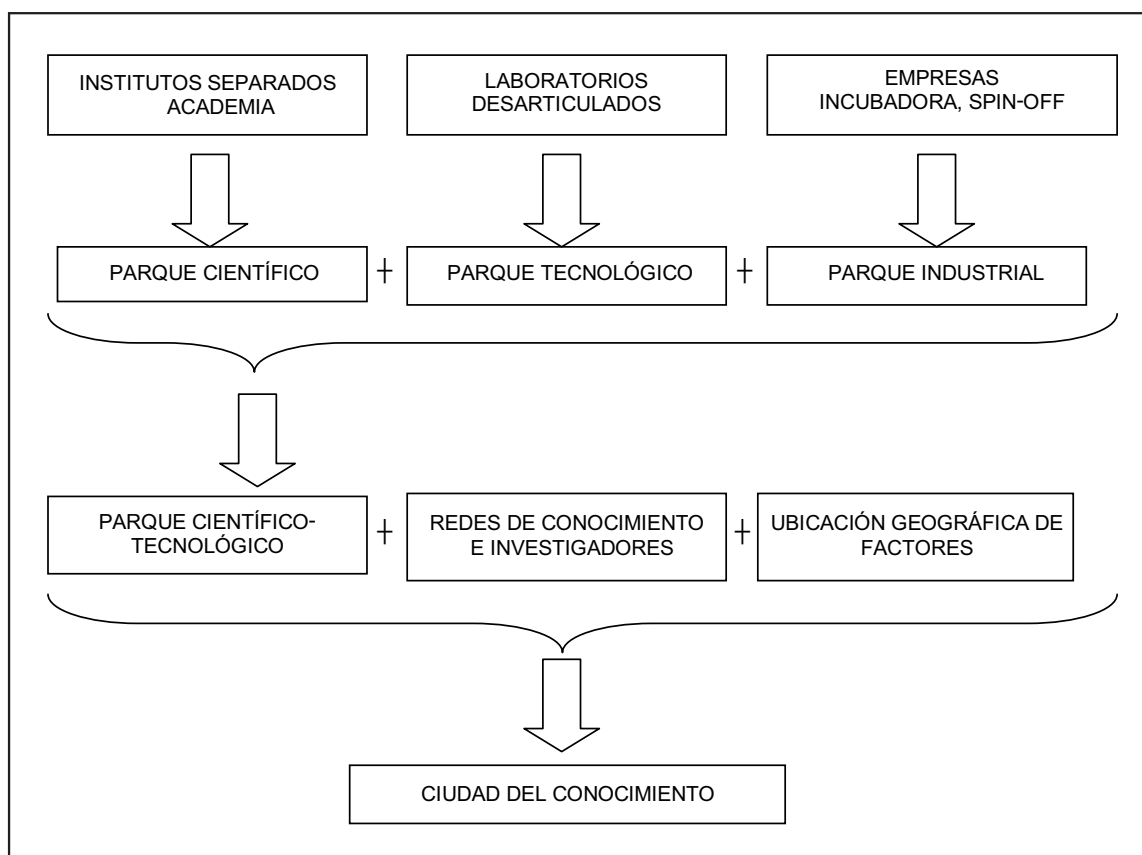 INSTITUTOS SEPARADOS
ACADEMIA
LABORATORIOS
DESARTICULADOS
EMPRESAS
INCUBADORA, SPIN-OFF
PARQUE CIENTÍFICO
+
PARQUE TECNOLÓGICO
+
PARQUE INDUSTRIAL
PARQUE CIENTÍFICO-
TECNOLÓGICO
+
REDES DE CONOCIMIENTO
E INVESTIGADORES
+
UBICACIÓN GEOGRÁFICA DE
FACTORES
CIUDAD DEL CONOCIMIENTO